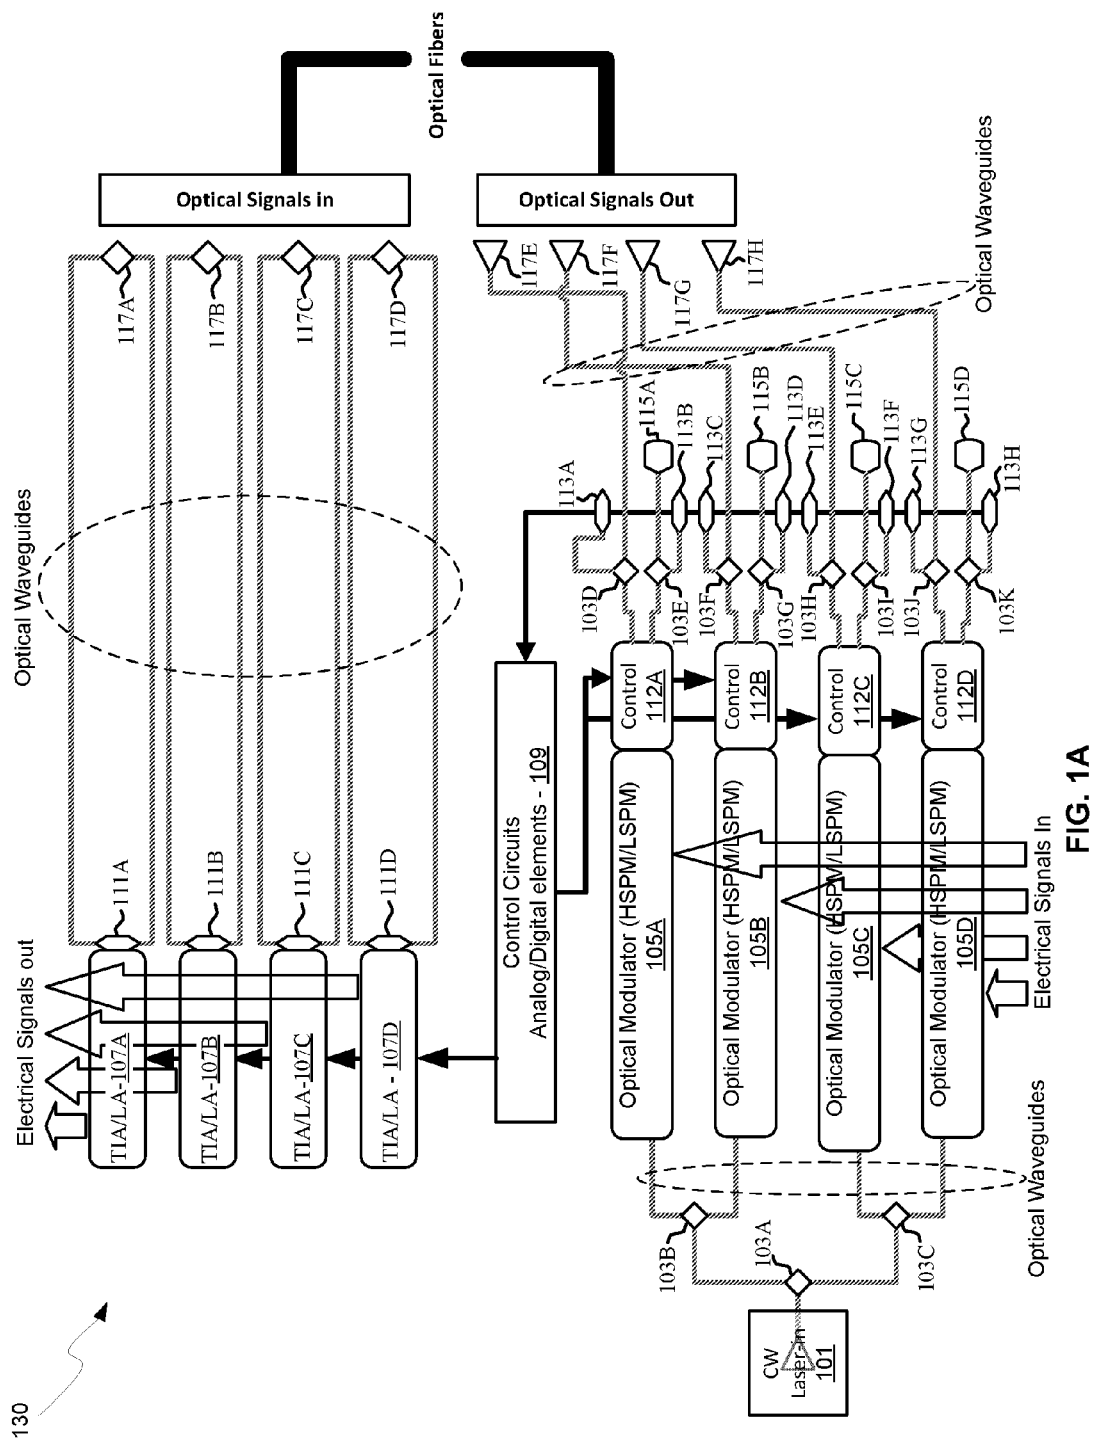 130
CW
Laser-in
101
103A
103B
103C
Optical Waveguides
Electrical Signals out
TIA/LA-107A
TIA/LA-107B
TIA/LA-107C
TIA/LA - 107D
111A
111B
111C
111D
Optical Waveguides
117A
117B
117C
117D
Optical Signals in
Optical Fibers
Optical Signals Out
Control Circuits
Analog/Digital elements - 109
Optical Modulator (HSPM/LSPM)
105A
Optical Modulator (HSPM/LSPM)
105B
Optical Modulator (HSPM/LSPM)
105C
Optical Modulator (HSPM/LSPM)
105D
Electrical Signals In
Control
112A
Control
112B
Control
112C
Control
112D
103D
103E
103F
103G
103H
103I
103J
103K
113A
113B
113C
113D
113E
113F
113G
113H
115A
115B
115C
115D
117E
117F
117G
117H
Optical Waveguides
FIG. 1A